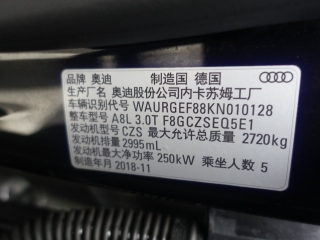 品牌 奥迪 制造国 德国
生产厂名 奥迪股份公司内卡苏姆工厂
车辆识别代号 WAURGEF88KN010128
整车型号 A8L 3.0T F8GCZSEQ5E1
发动机型号 CZS 最大允许总质量 2720kg
发动机排量 2995mL
发动机最大净功率 250kW 乘坐人数 5
制造年月 2018-11